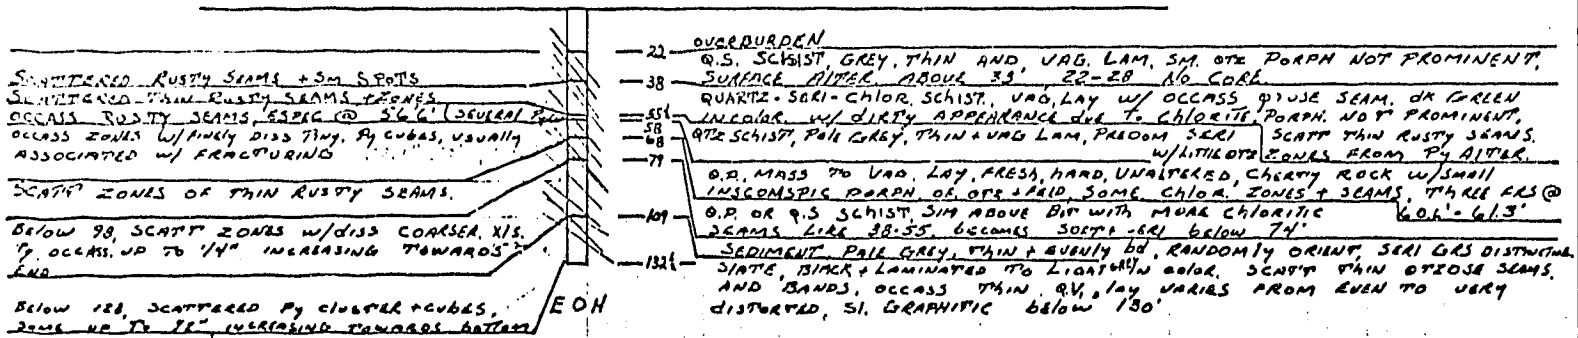 SCATTERED RUSTY SEAMS + SM SPOTS
SCATTERED THIN RUSTY SEAMS + ZONES
OCCASS RUSTY SEAMS, ESPEC @ 56.6' (SEVERAL
OCCASS ZONES W/ FINELY DISS TINY, PY CUBES, USUALLY
ASSOCIATED W/ FRACTURING
SCATT ZONES OF THIN RUSTY SEAMS.
BELOW 98, SCATT ZONES W/DISS COARSER, XLS.
Py OCCASS. UP TO 1/4" INCREASING TOWARDS
END
BELOW 128, SCATTERED Py CLUSTER + CUBES,
SOME UP TO INCREASING TOWARDS BOTTOM
EOH
22
38
55
58
68
79
109
132
OVERBURDEN
Q.S. SCHIST, GREY, THIN AND, VAG. LAM, SM. QTZ PORPH NOT PROMINENT,
SURFACE ALTER ABOVE 33' 22-28 NO CORE
QUARTZ-SERI-CHLOR. SCHIST, VAG, LAY W/ OCCASS SEAM. DK GREEN
IN COLOR. W/ DIRTY APPEARANCE due To CHLORITE, PORPH. NOT PROMINENT,
QTZ SCHIST, PALE GREY, THIN + VAG LAM, PREDOM SERI
W/LITTLE QTZ
SCATT THIN RUSTY SEAMS.
ZONES FROM Py ALTER.
Q.P. MASS TO VAG. LAY, FRESH, HARD, UNALTERED, CHERTY ROCK W/SMALL
INSCOMSPIC PORPH. OF QTZ + FELD, SOME CHLOR. ZONES + SEAMS, THREE FRS @
60.6'-61.3'
Q.P. OR Q.S SCHIST, SIM ABOVE BUT WITH MORE CHLORITIC
SEAMS LIKE 38-55, BECOMES SOFT + SERI below 74'
SEDIMENT PALE GREY, THIN + EVENLY bd, RANDOMLY ORIENT, SERI GRS DISTINCTIVE
SLATE, BLACK + LAMINATED TO LIGHT GREY IN COLOR. SCATT THIN QTZOSE SEAMS.
AND BANDS, OCCASS THIN Q.V., LAY VARIES FROM EVEN TO VERY
DISTORTED, SL. GRAPHITIC below 130'